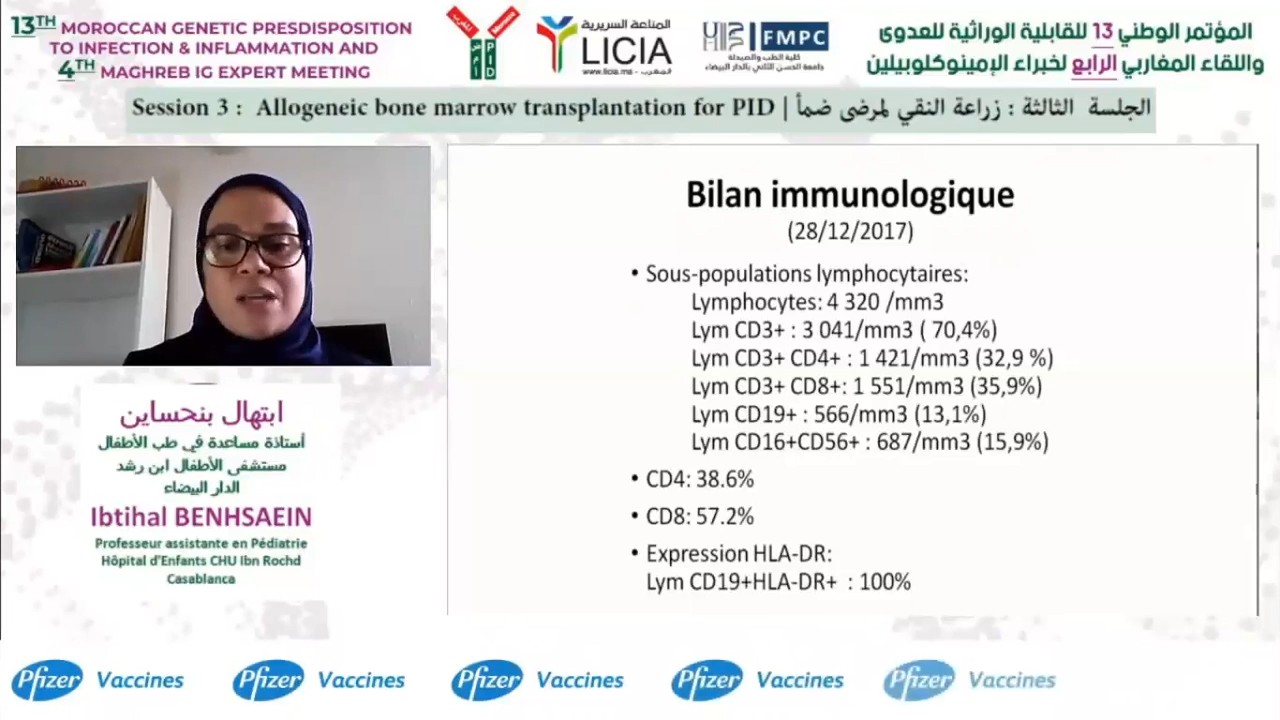 13TH MOROCCAN GENETIC PRESDISPOSITION
TO INFECTION & INFLAMMATION AND
4TH MAGHREB IG EXPERT MEETING
PID
المناعة السريرية
LICIA
www.licia.ma - المغرب
FMPC
كلية الطب والصيدلة
جامعة الحسن الثاني بالدار البيضاء
المؤتمر الوطني 13 للقابلية الوراثية للعدوى
واللقاء المغاربي الرابع لخبراء الإمينوكلوبيلين
Session 3 : Allogeneic bone marrow transplantation for PID | الجلسة الثالثة : زراعة النقي لمرضى ضمأ
ابتهال بنحساين
أستاذة مساعدة في طب الأطفال
مستشفى الأطفال ابن رشد
الدار البيضاء
Ibtihal BENHSAEIN
Professeur assistante en Pédiatrie
Hôpital d'Enfants CHU Ibn Rochd
Casablanca
Bilan immunologique
(28/12/2017)
• Sous-populations lymphocytaires:
Lymphocytes: 4 320 /mm3
Lym CD3+ : 3 041/mm3 ( 70,4%)
Lym CD3+ CD4+ : 1 421/mm3 (32,9 %)
Lym CD3+ CD8+: 1 551/mm3 (35,9%)
Lym CD19+ : 566/mm3 (13,1%)
Lym CD16+CD56+ : 687/mm3 (15,9%)
• CD4: 38.6%
• CD8: 57.2%
• Expression HLA-DR:
Lym CD19+HLA-DR+ : 100%
Pfizer Vaccines Pfizer Vaccines Pfizer Vaccines Pfizer Vaccines Pfizer Vaccines